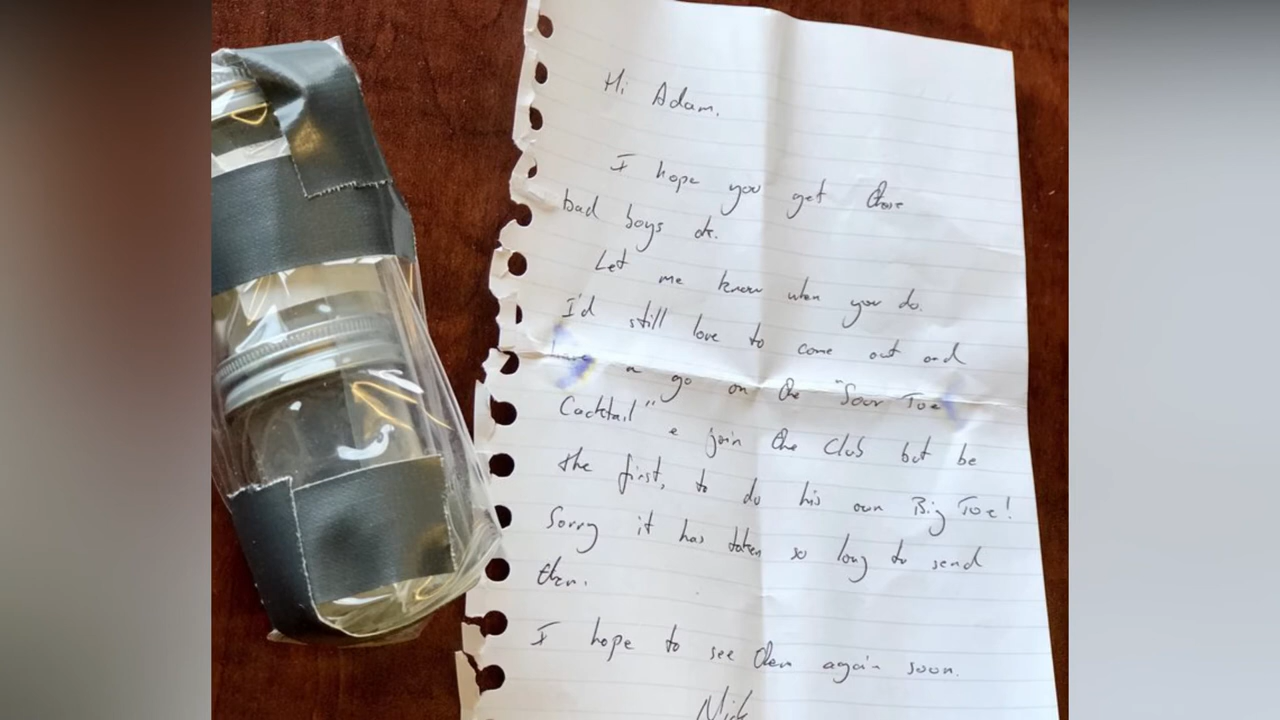 Hi Adam.
I hope you get these
bad boys ok.
Let me know when you do.
I'd still love to come out and
have a go on the "Sour Toe
Cocktail" & join the Club but be
the first, to do his own Big Toe!
Sorry it has taken so long to send
them.
I hope to see them again soon.
Nick